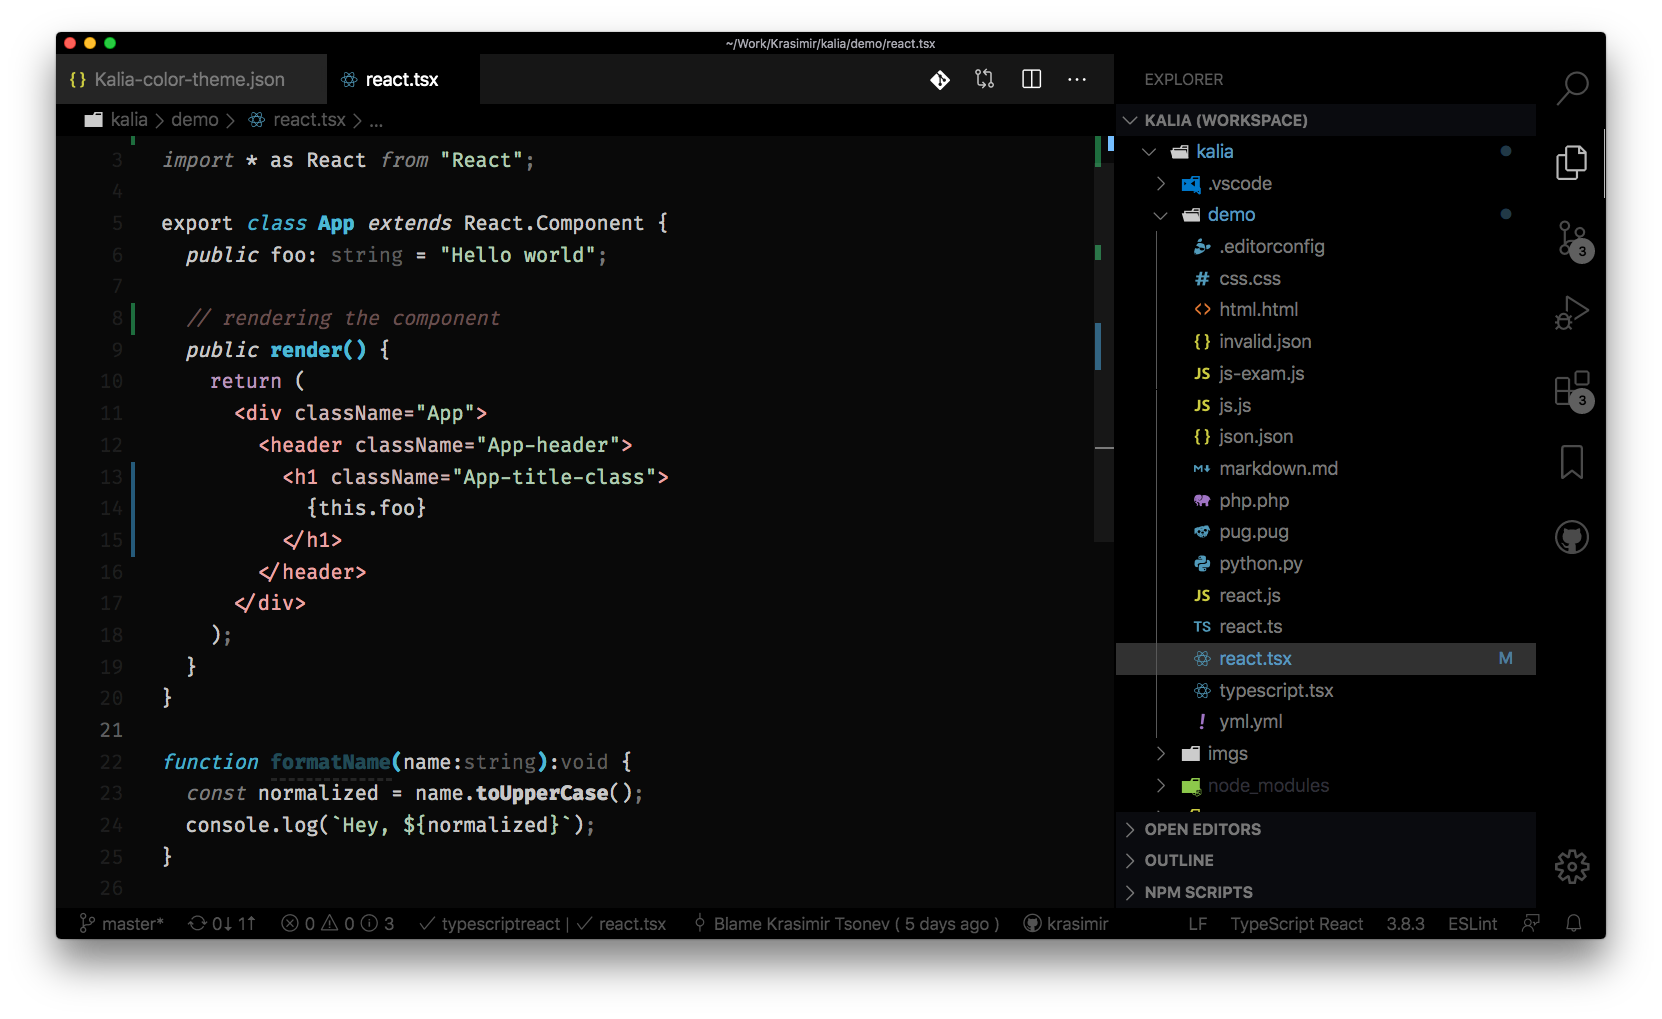 ~/Work/Krasimir/kalia/demo/react.tsx
{} Kalia-color-theme.json
react.tsx
kalia > demo > react.tsx > ...
3 import * as React from "React";
4
5 export class App extends React.Component {
6 public foo: string = "Hello world";
7
8 // rendering the component
9 public render() {
10 return (
11 <div className="App">
12 <header className="App-header">
13 <h1 className="App-title-class">
14 {this.foo}
15 </h1>
16 </header>
17 </div>
18 );
19 }
20 }
21
22 function formatName(name:string):void {
23 const normalized = name.toUpperCase();
24 console.log(`Hey, ${normalized}`);
25 }
26
EXPLORER
KALIA (WORKSPACE)
kalia
.vscode
demo
.editorconfig
# css.css
<> html.html
{} invalid.json
JS js-exam.js
JS js.js
{} json.json
M↓ markdown.md
php.php
pug.pug
python.py
JS react.js
TS react.ts
react.tsx M
typescript.tsx
! yml.yml
imgs
node_modules
OPEN EDITORS
OUTLINE
NPM SCRIPTS
3
3
master* 0↓ 1↑ 0 0 3 ✓ typescriptreact | ✓ react.tsx Blame Krasimir Tsonev ( 5 days ago ) krasimir LF TypeScript React 3.8.3 ESLint